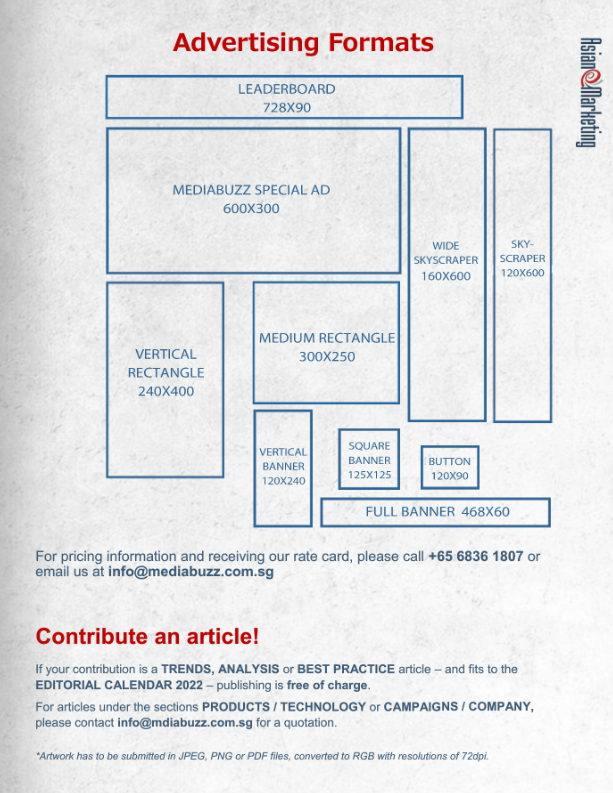 Advertising Formats
Asian e Marketing
LEADERBOARD
728X90
MEDIABUZZ SPECIAL AD
600X300
WIDE
SKYSCRAPER
160X600
SKY-
SCRAPER
120X600
VERTICAL
RECTANGLE
240X400
MEDIUM RECTANGLE
300X250
VERTICAL
BANNER
120X240
SQUARE
BANNER
125X125
BUTTON
120X90
FULL BANNER 468X60
For pricing information and receiving our rate card, please call +65 6836 1807 or
email us at info@mediabuzz.com.sg
Contribute an article!
If your contribution is a TRENDS, ANALYSIS or BEST PRACTICE article – and fits to the
EDITORIAL CALENDAR 2022 – publishing is free of charge.
For articles under the sections PRODUCTS / TECHNOLOGY or CAMPAIGNS / COMPANY,
please contact info@mdiabuzz.com.sg for a quotation.
*Artwork has to be submitted in JPEG, PNG or PDF files, converted to RGB with resolutions of 72dpi.